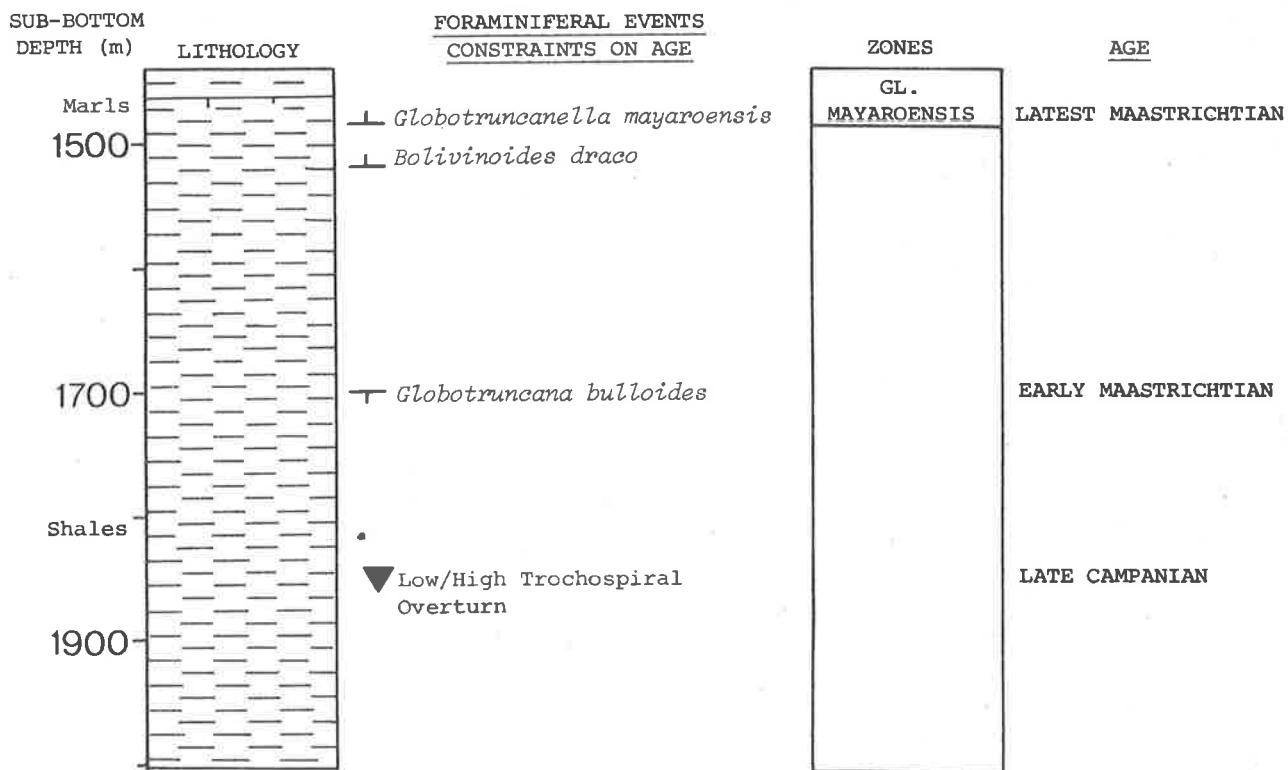 SUB-BOTTOM
DEPTH (m)
LITHOLOGY
FORAMINIFERAL EVENTS
CONSTRAINTS ON AGE
ZONES
AGE
Marls
Globotruncanella mayaroensis
GL.
MAYAROENSIS
LATEST MAASTRICHTIAN
1500
Bolivinoides draco
1700
Globotruncana bulloides
EARLY MAASTRICHTIAN
Shales
Low/High Trochospiral
Overturn
LATE CAMPANIAN
1900